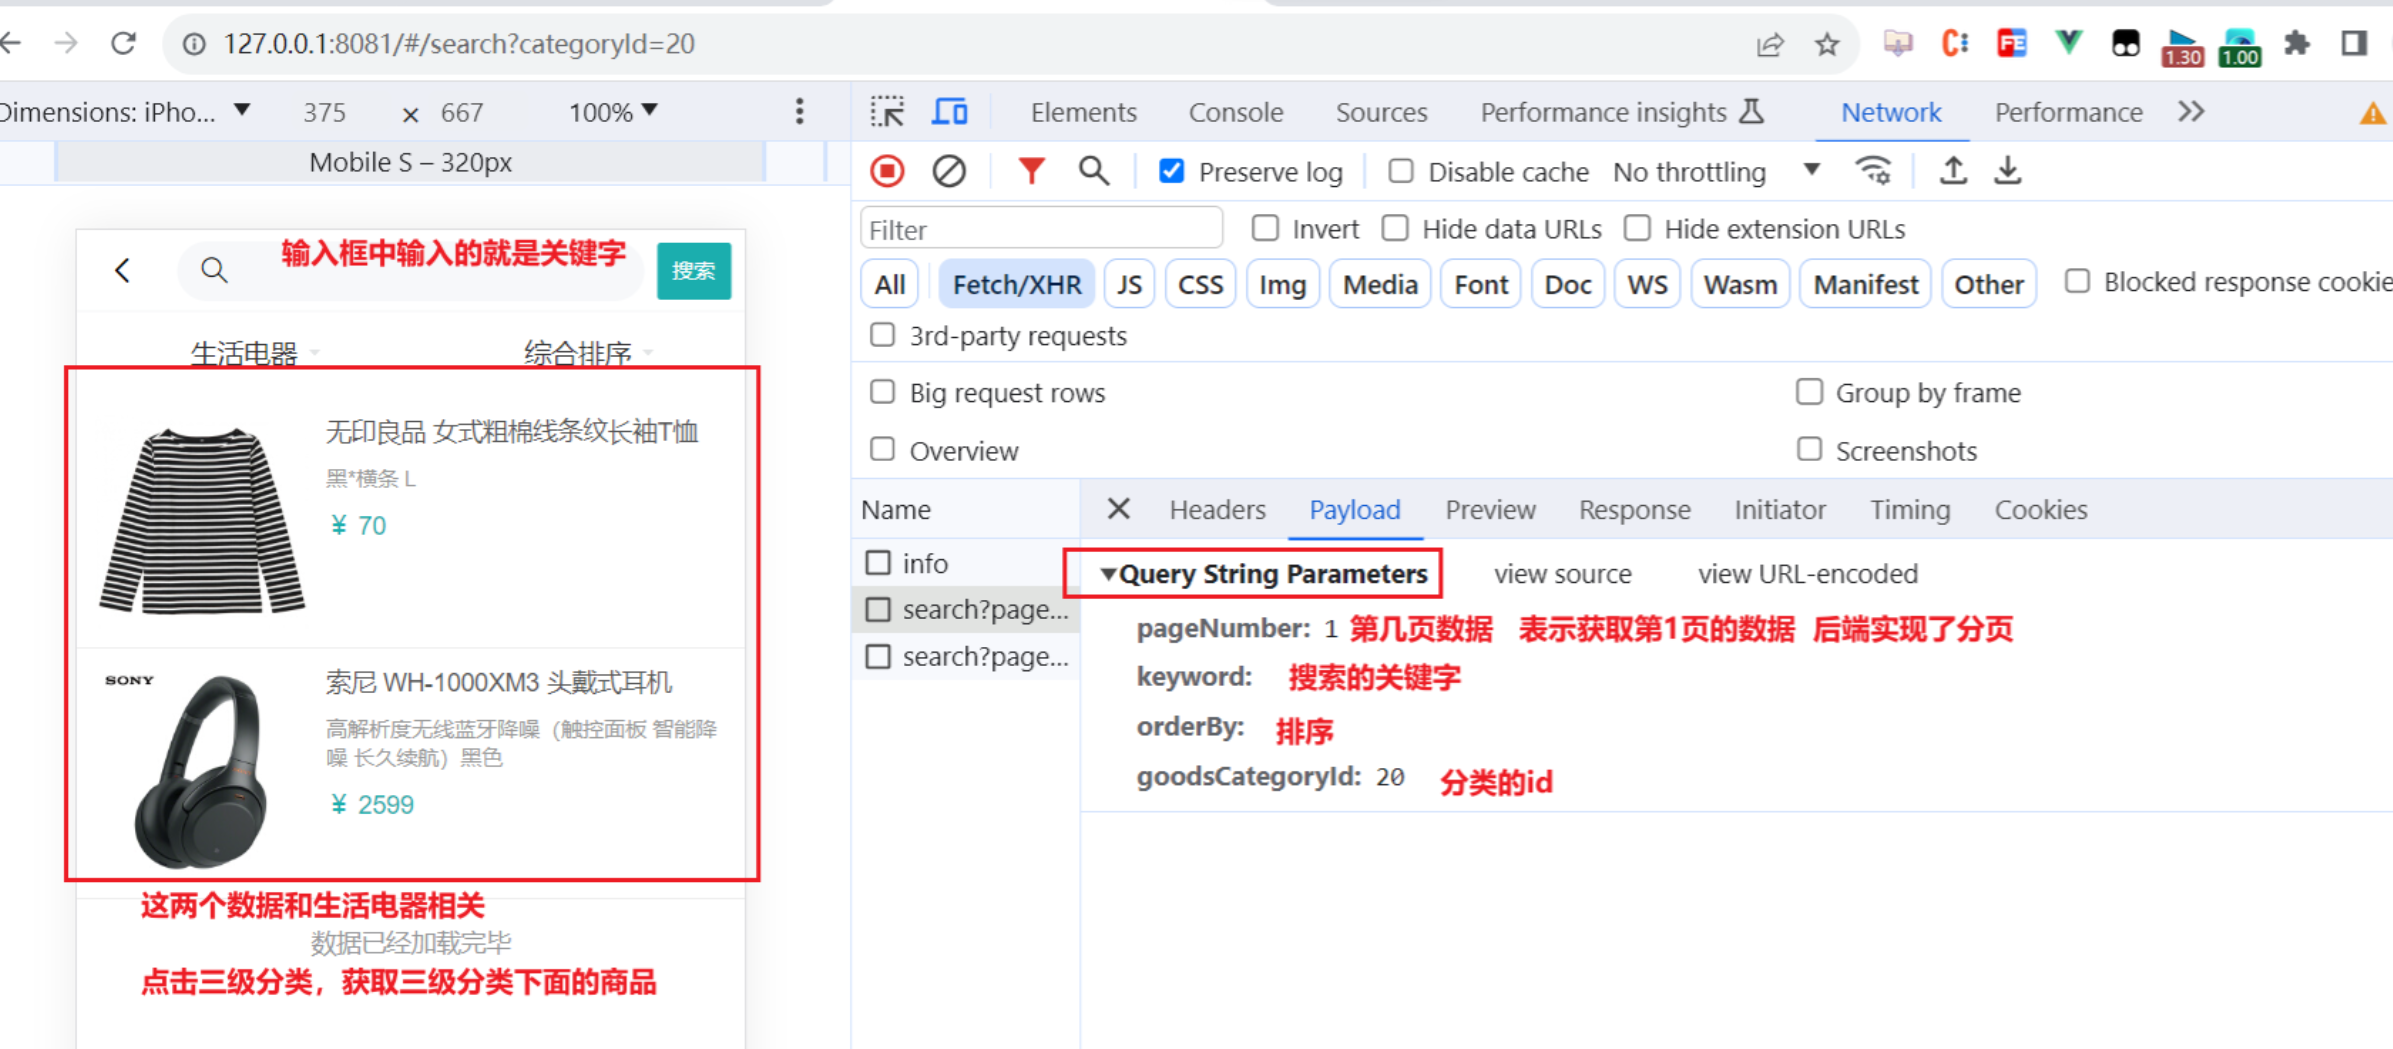 127.0.0.1:8081/#/search?categoryId=20
1.30
1.00
Dimensions: iPho... ▼ 375 × 667 100% ▼
Mobile S – 320px
输入框中输入的就是关键字
搜索
生活电器
综合排序
无印良品 女式粗棉线条纹长袖T恤
黑*横条 L
¥ 70
SONY
索尼 WH-1000XM3 头戴式耳机
高解析度无线蓝牙降噪（触控面板 智能降
噪 长久续航）黑色
¥ 2599
这两个数据和生活电器相关
数据已经加载完毕
点击三级分类，获取三级分类下面的商品
Elements Console Sources Performance insights Network Performance
Preserve log Disable cache No throttling
Filter Invert Hide data URLs Hide extension URLs
All Fetch/XHR JS CSS Img Media Font Doc WS Wasm Manifest Other Blocked response cookie
3rd-party requests
Big request rows Group by frame
Overview Screenshots
Name Headers Payload Preview Response Initiator Timing Cookies
info
search?page...
search?page...
▼Query String Parameters view source view URL-encoded
pageNumber: 1 第几页数据 表示获取第1页的数据 后端实现了分页
keyword: 搜索的关键字
orderBy: 排序
goodsCategoryId: 20 分类的id